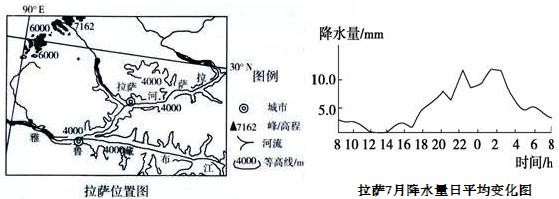 90°E
6000
7162
6000
30°N
4000
拉萨
河
萨
拉
4000
4000
雅
鲁
4000
藏
布
江
图例
城市
7162 峰/高程
河流
4000 等高线/m
拉萨位置图
降水量/mm
10.0
5.0
8 10 12 14 16 18 20 22 0 2 4 6 8
时间/h
拉萨7月降水量日平均变化图